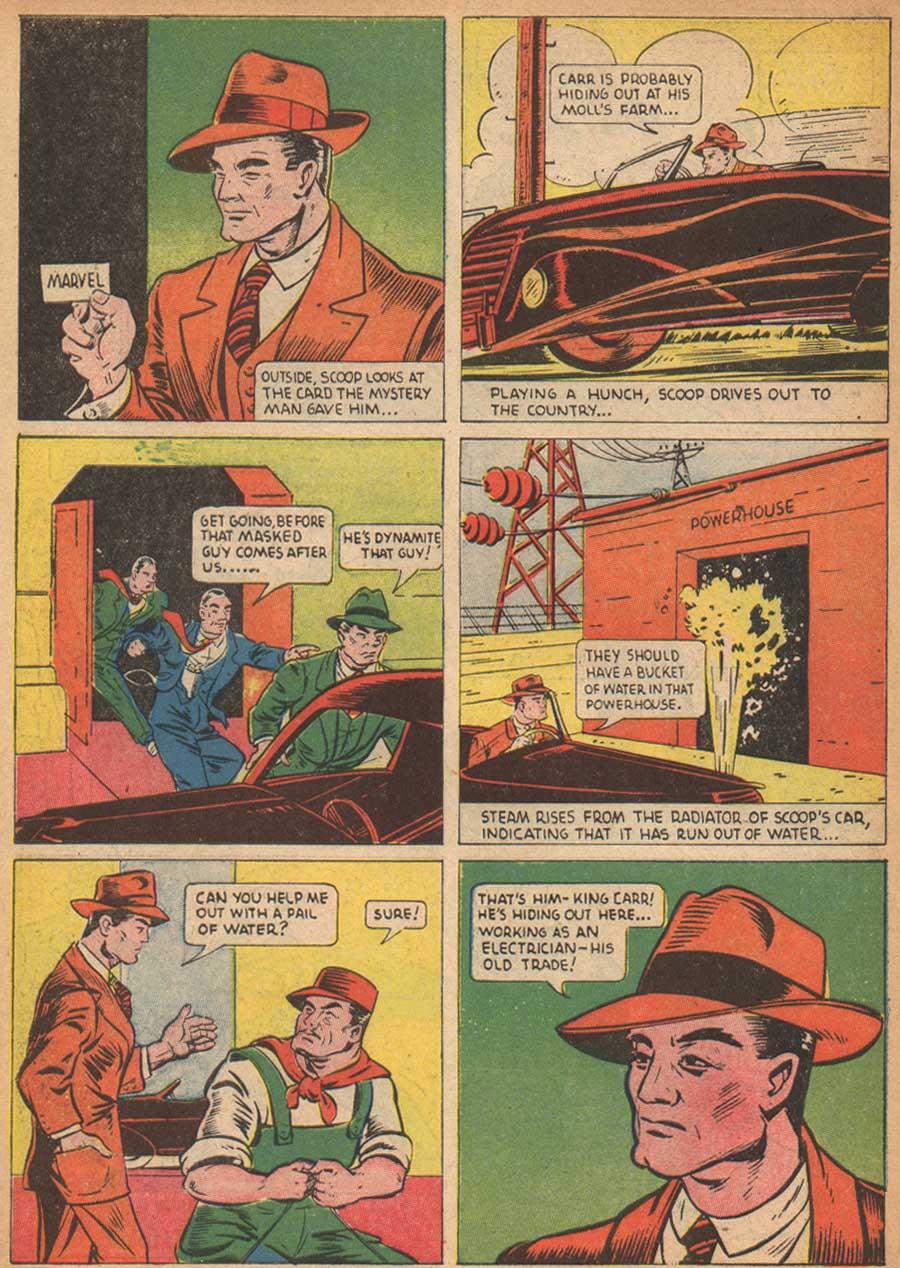 MARVEL
OUTSIDE, SCOOP LOOKS AT
THE CARD THE MYSTERY
MAN GAVE HIM...
CARR IS PROBABLY
HIDING OUT AT HIS
MOLL'S FARM...
PLAYING A HUNCH, SCOOP DRIVES OUT TO
THE COUNTRY...
GET GOING, BEFORE
THAT MASKED
GUY COMES AFTER
US......
HE'S DYNAMITE
THAT GUY!
POWERHOUSE
THEY SHOULD
HAVE A BUCKET
OF WATER IN THAT
POWERHOUSE.
STEAM RISES FROM THE RADIATOR OF SCOOP'S CAR,
INDICATING THAT IT HAS RUN OUT OF WATER...
CAN YOU HELP ME
OUT WITH A PAIL
OF WATER?
SURE!
THAT'S HIM-KING CARR!
HE'S HIDING OUT HERE...
WORKING AS AN
ELECTRICIAN-HIS
OLD TRADE!